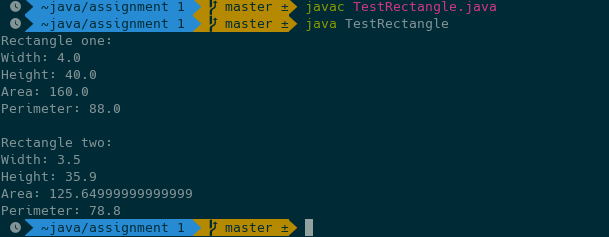 ~java/assignment 1 master ± javac TestRectangle.java
~java/assignment 1 master ± java TestRectangle
Rectangle one:
Width: 4.0
Height: 40.0
Area: 160.0
Perimeter: 88.0
Rectangle two:
Width: 3.5
Height: 35.9
Area: 125.64999999999999
Perimeter: 78.8
~java/assignment 1 master ±